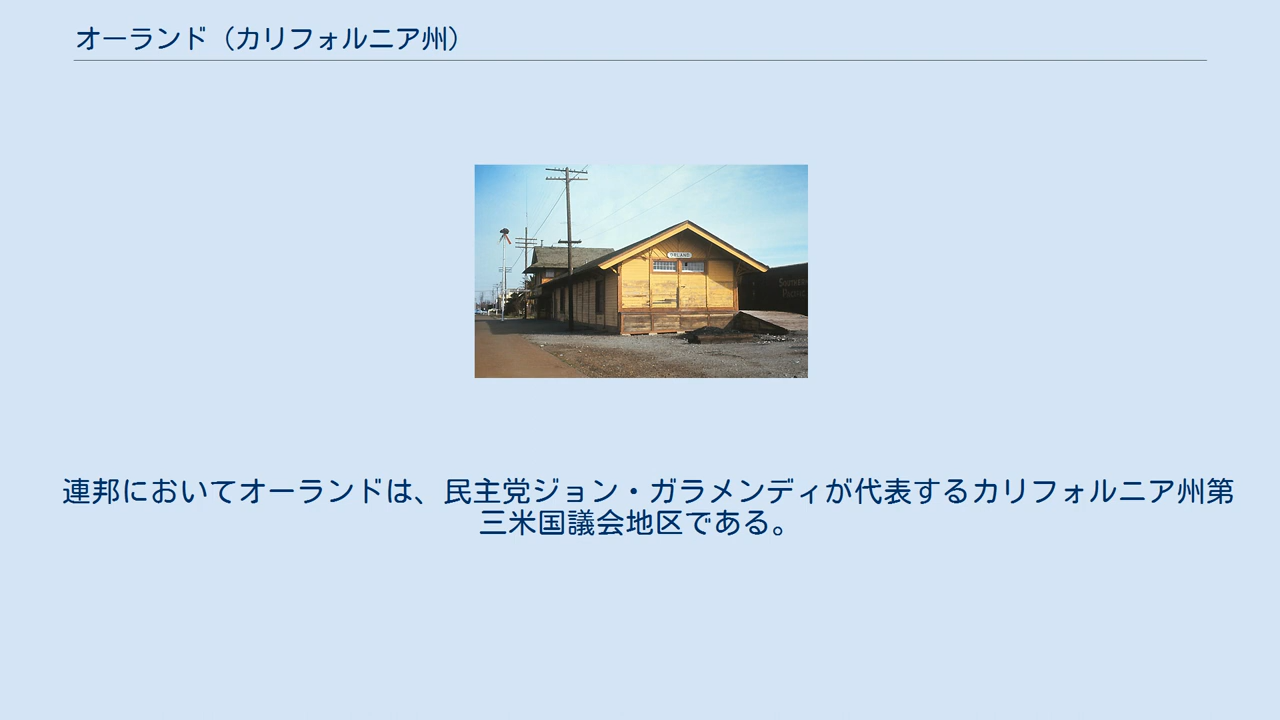 オーランド（カリフォルニア州）
ORLAND
SOUTHERN
PACIFIC
連邦においてオーランドは、民主党ジョン・ガラメンディが代表するカリフォルニア州第
三米国議会地区である。